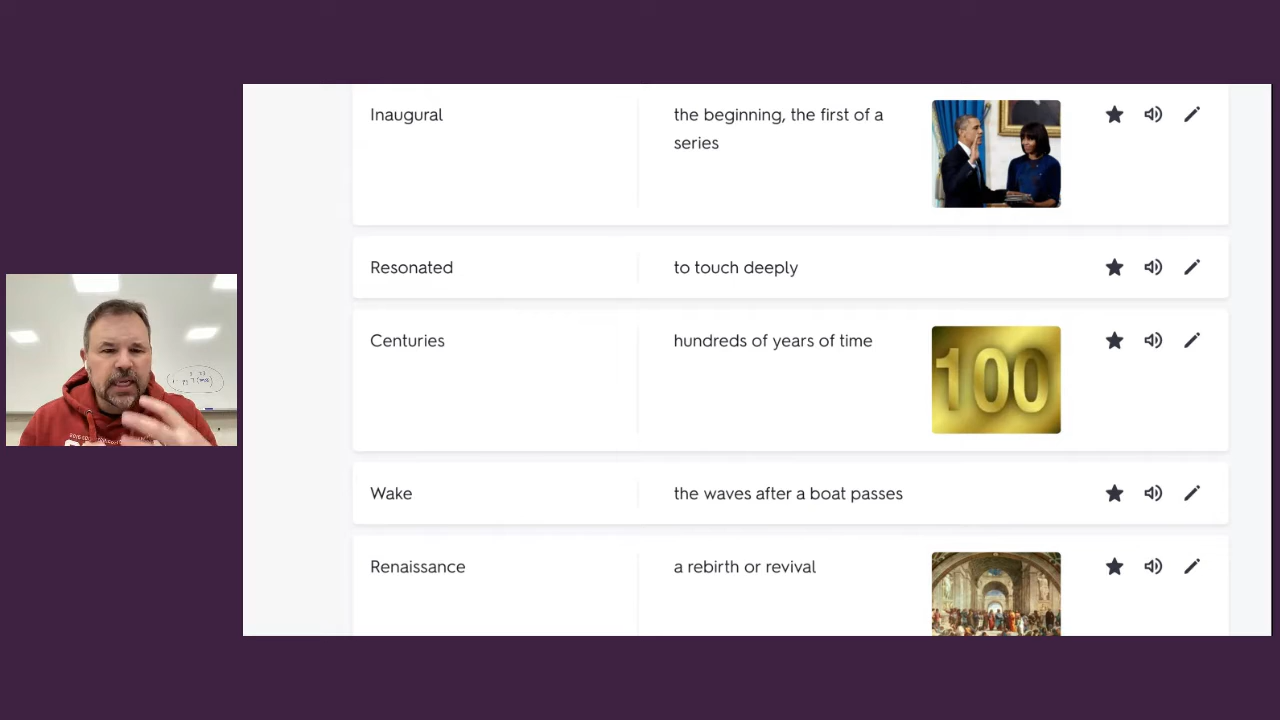 Inaugural
the beginning, the first of a
series
Resonated
to touch deeply
Centuries
hundreds of years of time
100
Wake
the waves after a boat passes
Renaissance
a rebirth or revival